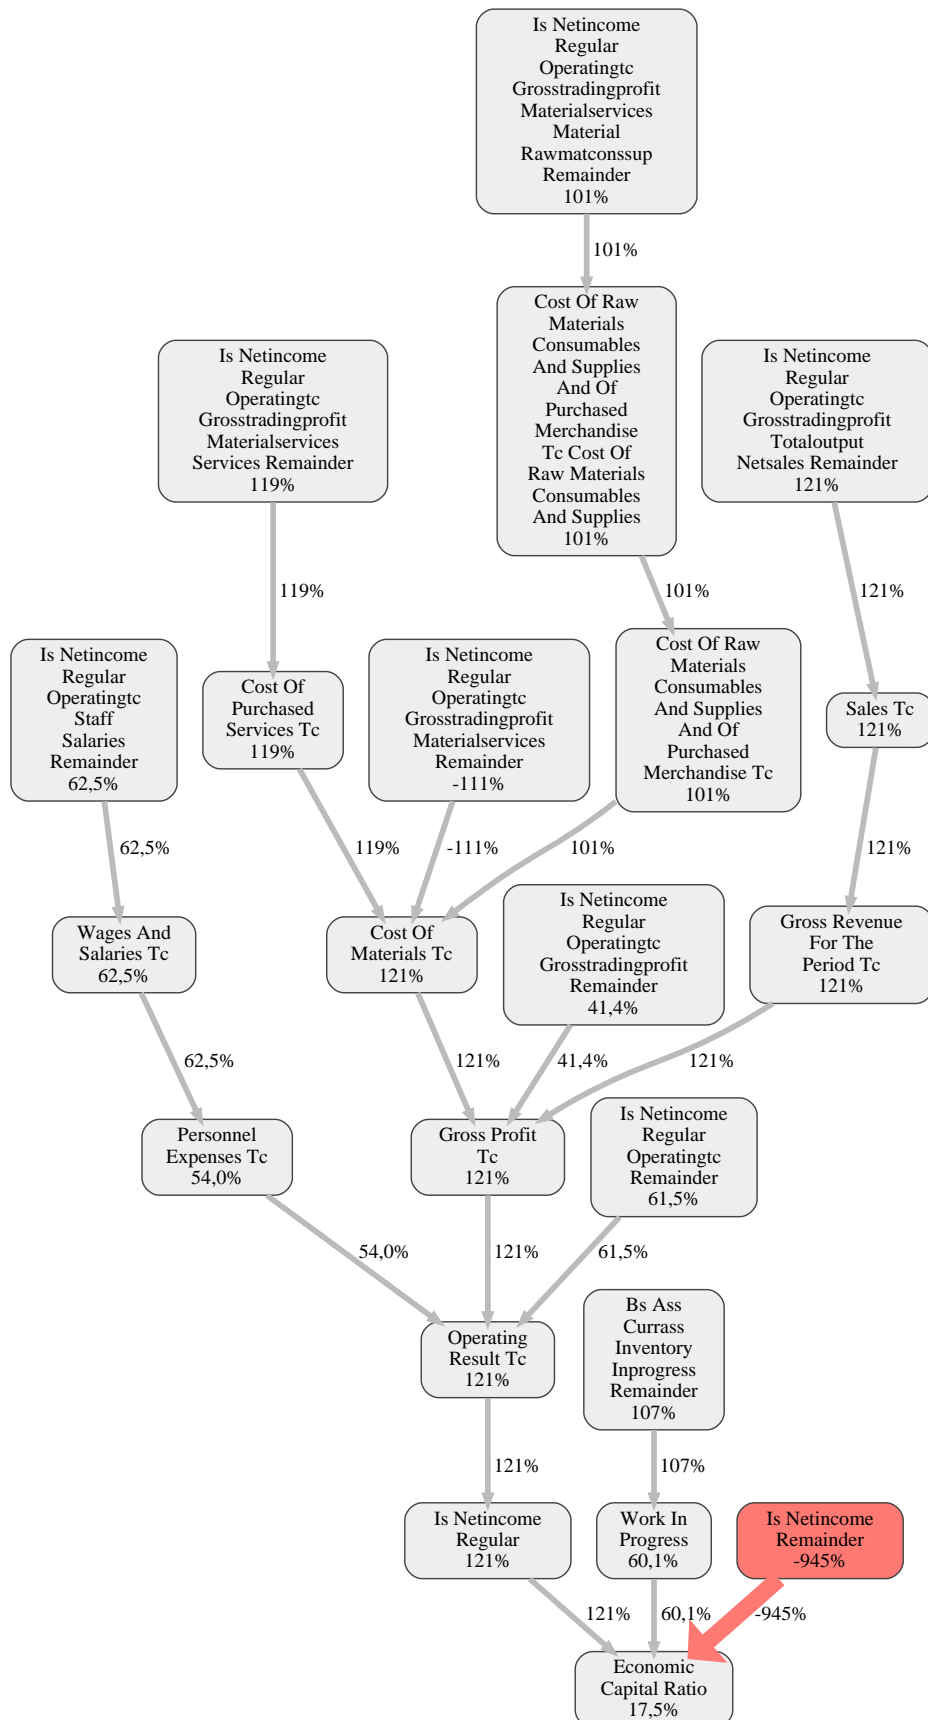 Is Netincome
Regular
Operatingtc
Grosstradingprofit
Materialservices
Material
Rawmatconssup
Remainder
101%
101%
Cost Of Raw
Materials
Consumables
And Supplies
And Of
Purchased
Merchandise
Tc Cost Of
Raw Materials
Consumables
And Supplies
101%
Is Netincome
Regular
Operatingtc
Grosstradingprofit
Materialservices
Services Remainder
119%
Is Netincome
Regular
Operatingtc
Grosstradingprofit
Totaloutput
Netsales Remainder
121%
119%
101%
121%
Is Netincome
Regular
Operatingtc
Staff
Salaries
Remainder
62,5%
Cost Of
Purchased
Services Tc
119%
Is Netincome
Regular
Operatingtc
Grosstradingprofit
Materialservices
Remainder
-111%
Cost Of Raw
Materials
Consumables
And Supplies
And Of
Purchased
Merchandise Tc
101%
Sales Tc
121%
62,5%
119%
-111%
101%
121%
Wages And
Salaries Tc
62,5%
Cost Of
Materials Tc
121%
Is Netincome
Regular
Operatingtc
Grosstradingprofit
Remainder
41,4%
Gross Revenue
For The
Period Tc
121%
62,5%
121%
41,4%
121%
Personnel
Expenses Tc
54,0%
Gross Profit
Tc
121%
Is Netincome
Regular
Operatingtc
Remainder
61,5%
54,0%
121%
61,5%
Operating
Result Tc
121%
Bs Ass
Currass
Inventory
Inprogress
Remainder
107%
121%
107%
Is Netincome
Regular
121%
Work In
Progress
60,1%
Is Netincome
Remainder
-945%
121%
60,1%
-945%
Economic
Capital Ratio
17,5%